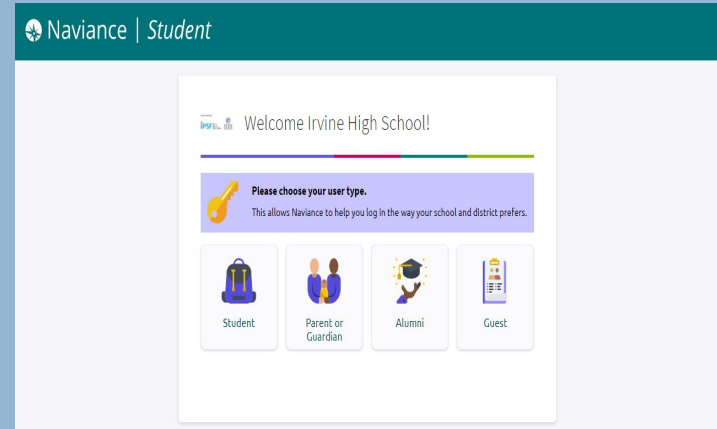 Naviance | Student
iPSF
Welcome Irvine High School!
Please choose your user type.
This allows Naviance to help you log in the way your school and district prefers.
Student
Parent or
Guardian
Alumni
Guest